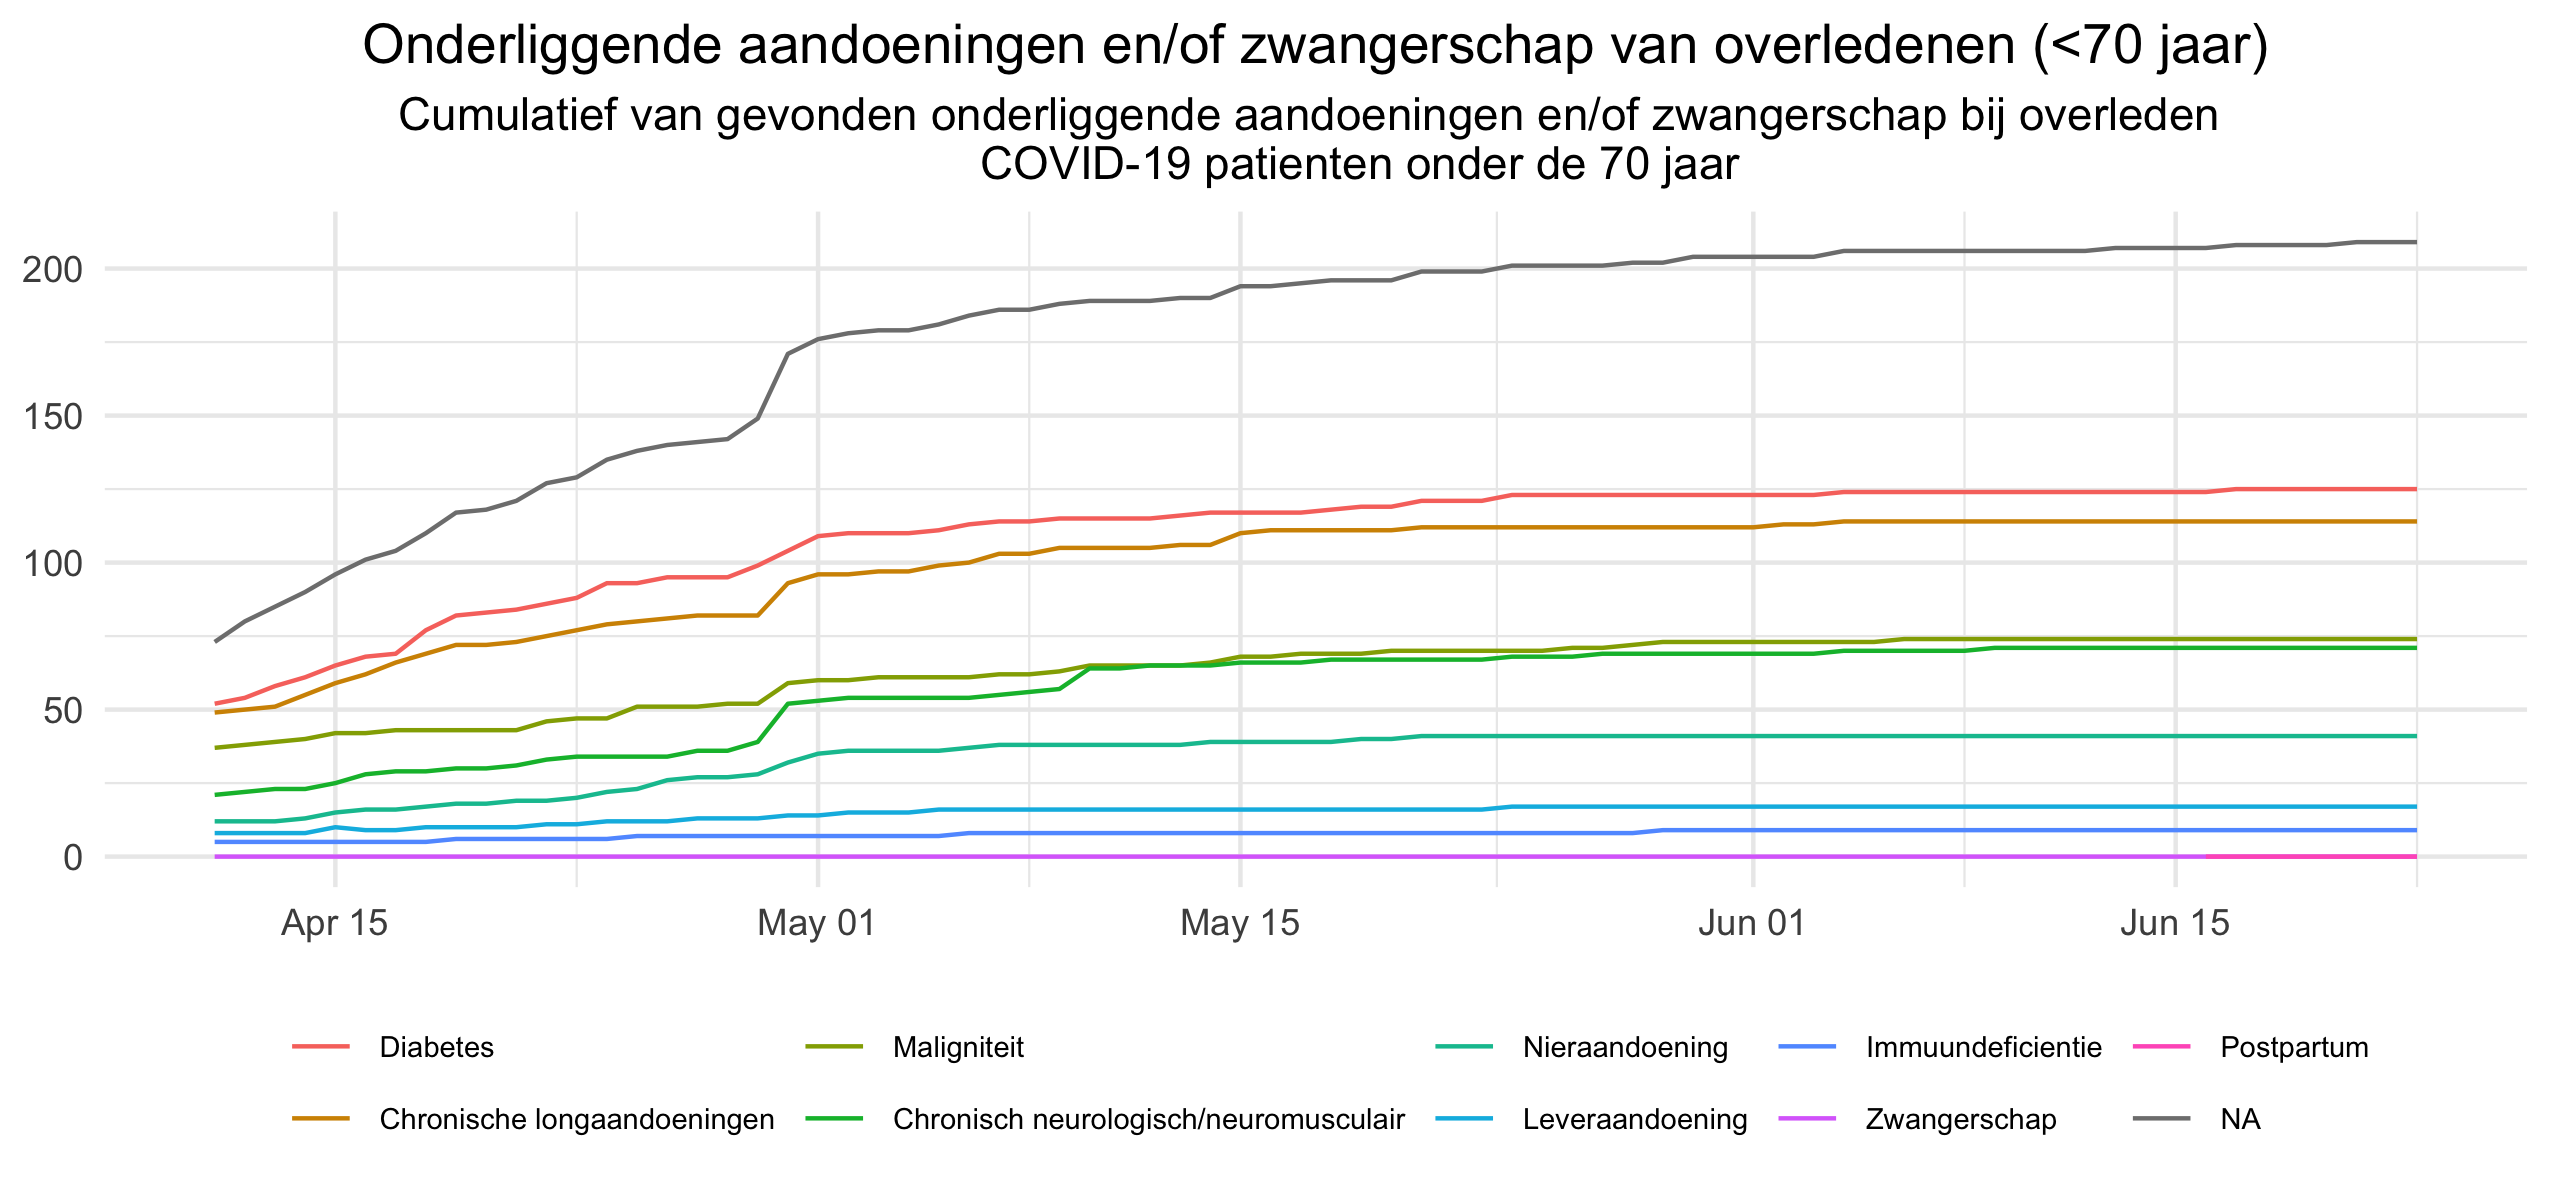 Onderliggende aandoeningen en/of zwangerschap van overledenen (<70 jaar)
Cumulatief van gevonden onderliggende aandoeningen en/of zwangerschap bij overleden
COVID-19 patienten onder de 70 jaar
200
150
100
50
0
Apr 15 May 01 May 15 Jun 01 Jun 15
Diabetes Maligniteit Nieraandoening Immuundeficientie Postpartum
Chronische longaandoeningen Chronisch neurologisch/neuromusculair Leveraandoening Zwangerschap NA